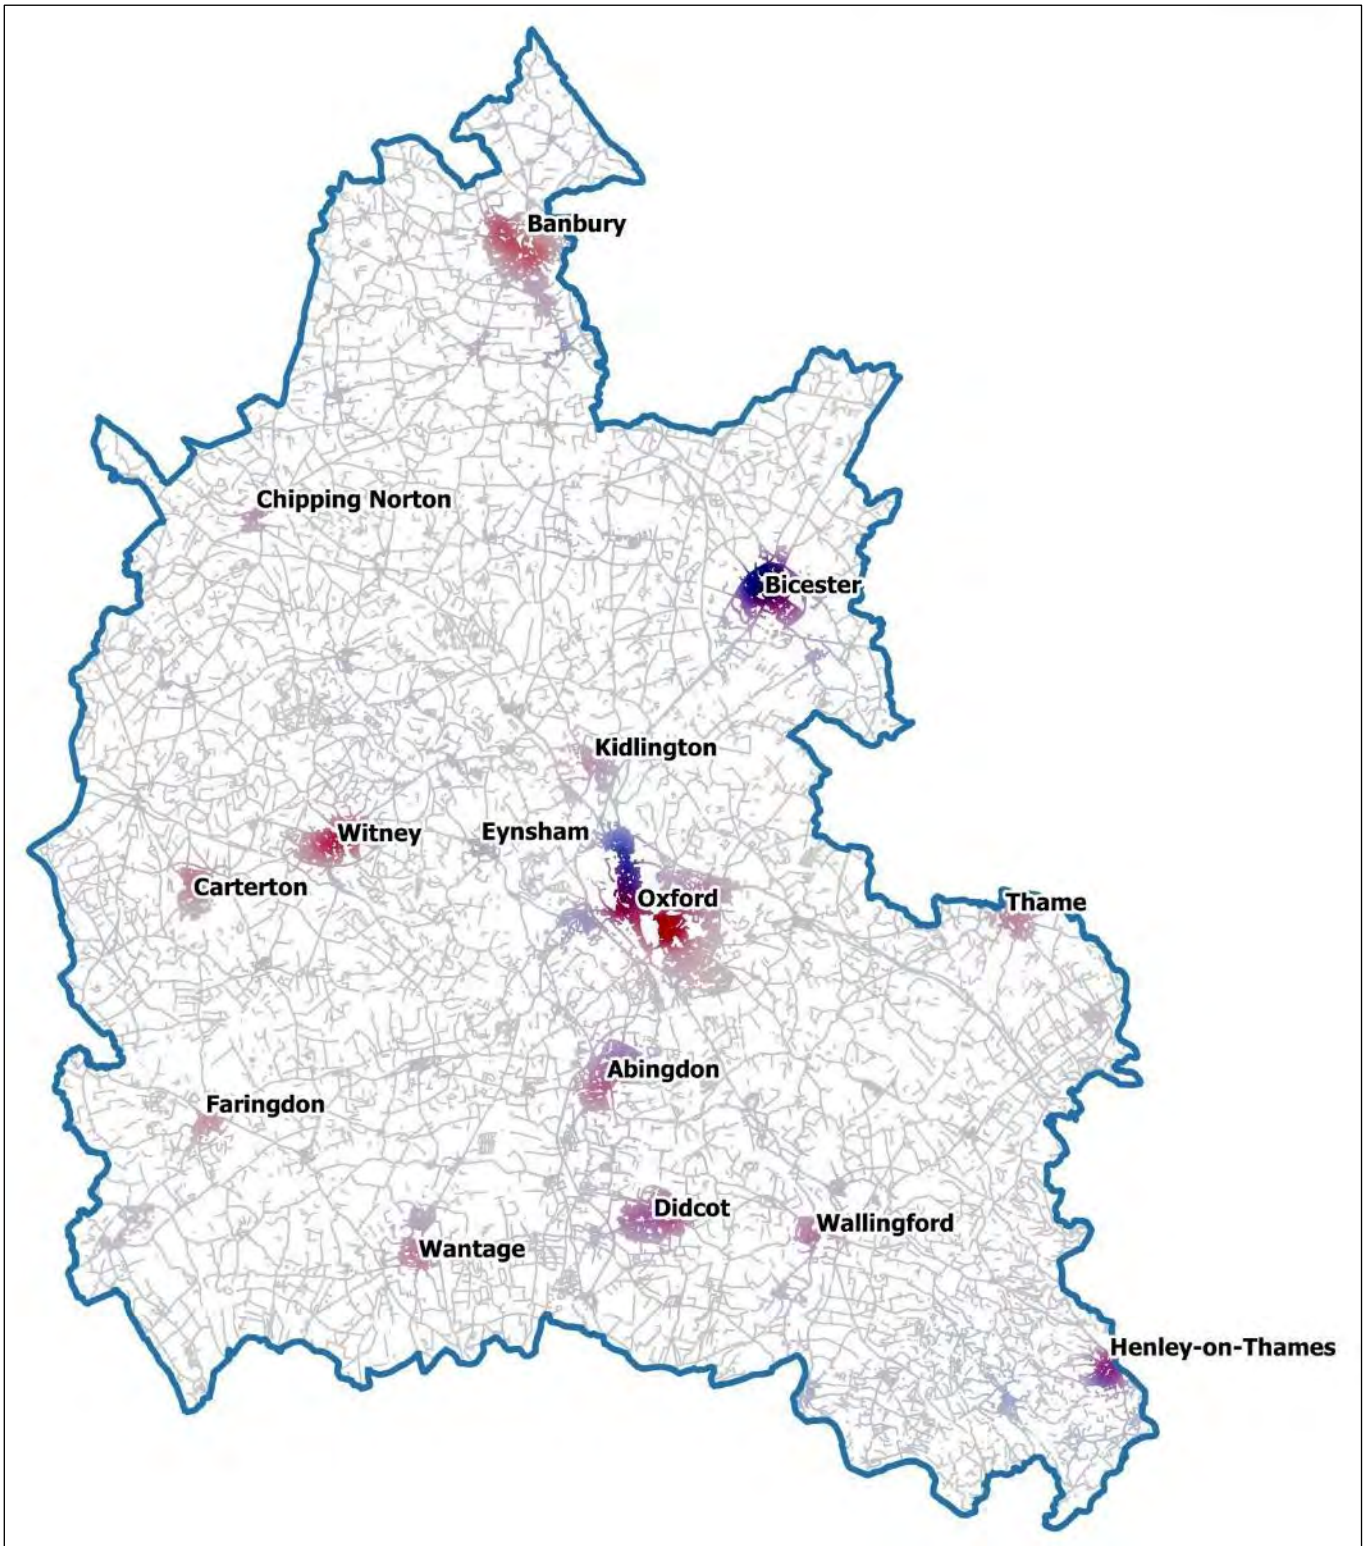 Banbury
Chipping Norton
Bicester
Kidlington
Witney
Eynsham
Carterton
Oxford
Thame
Abingdon
Faringdon
Didcot
Wallingford
Wantage
Henley-on-Thames